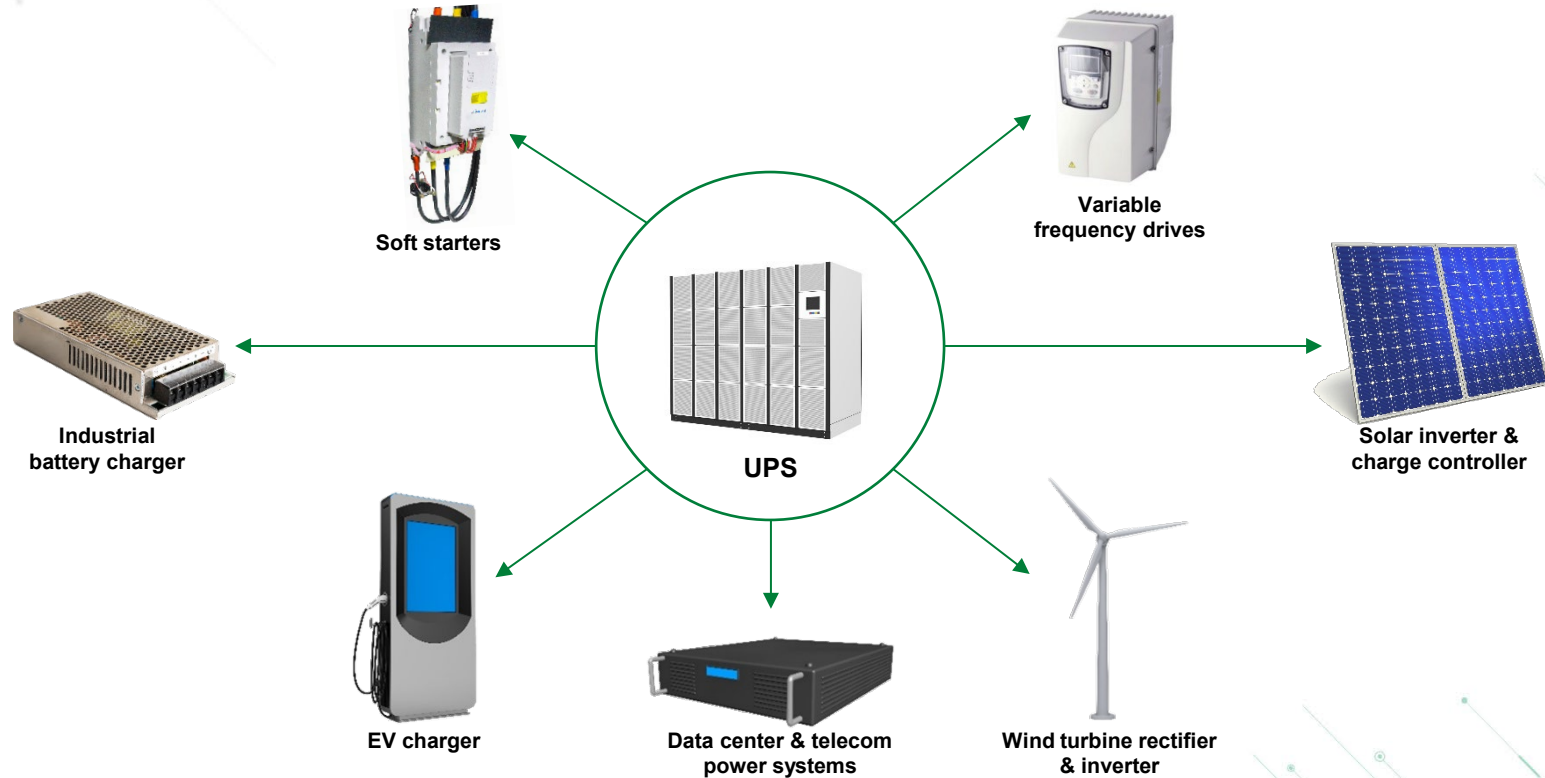 Soft starters
Variable
frequency drives
Industrial
battery charger
UPS
Solar inverter &
charge controller
EV charger
Data center & telecom
power systems
Wind turbine rectifier
& inverter